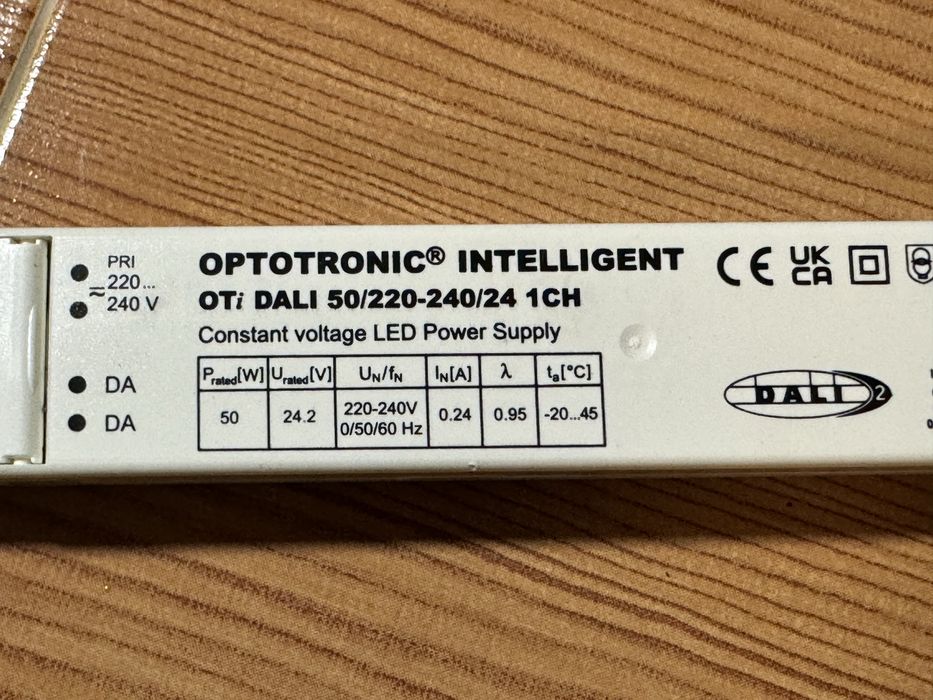 PRI
220...
≂ 240 V
OPTOTRONIC® INTELLIGENT
OTi DALI 50/220-240/24 1CH
Constant voltage LED Power Supply
Prated[W] Urated[V] UN/fN IN[A] λ ta[°C]
50 24.2 220-240V 0/50/60 Hz 0.24 0.95 -20...45
DA
DA
CE UK CA
DALI 2